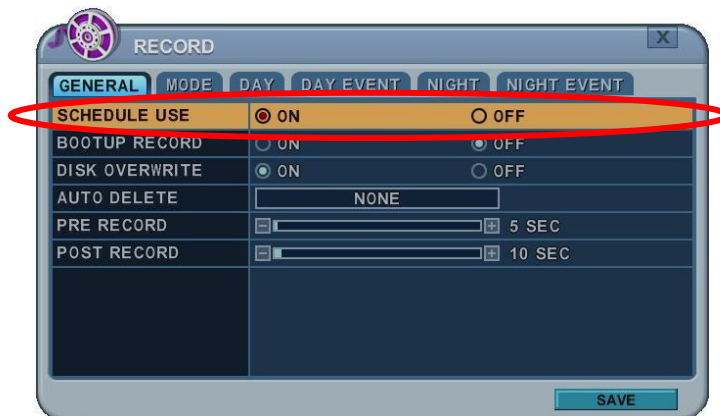 RECORD
X
GENERAL MODE DAY DAY EVENT NIGHT NIGHT EVENT
SCHEDULE USE ON OFF
BOOTUP RECORD ON OFF
DISK OVERWRITE ON OFF
AUTO DELETE NONE
PRE RECORD 5 SEC
POST RECORD 10 SEC
SAVE